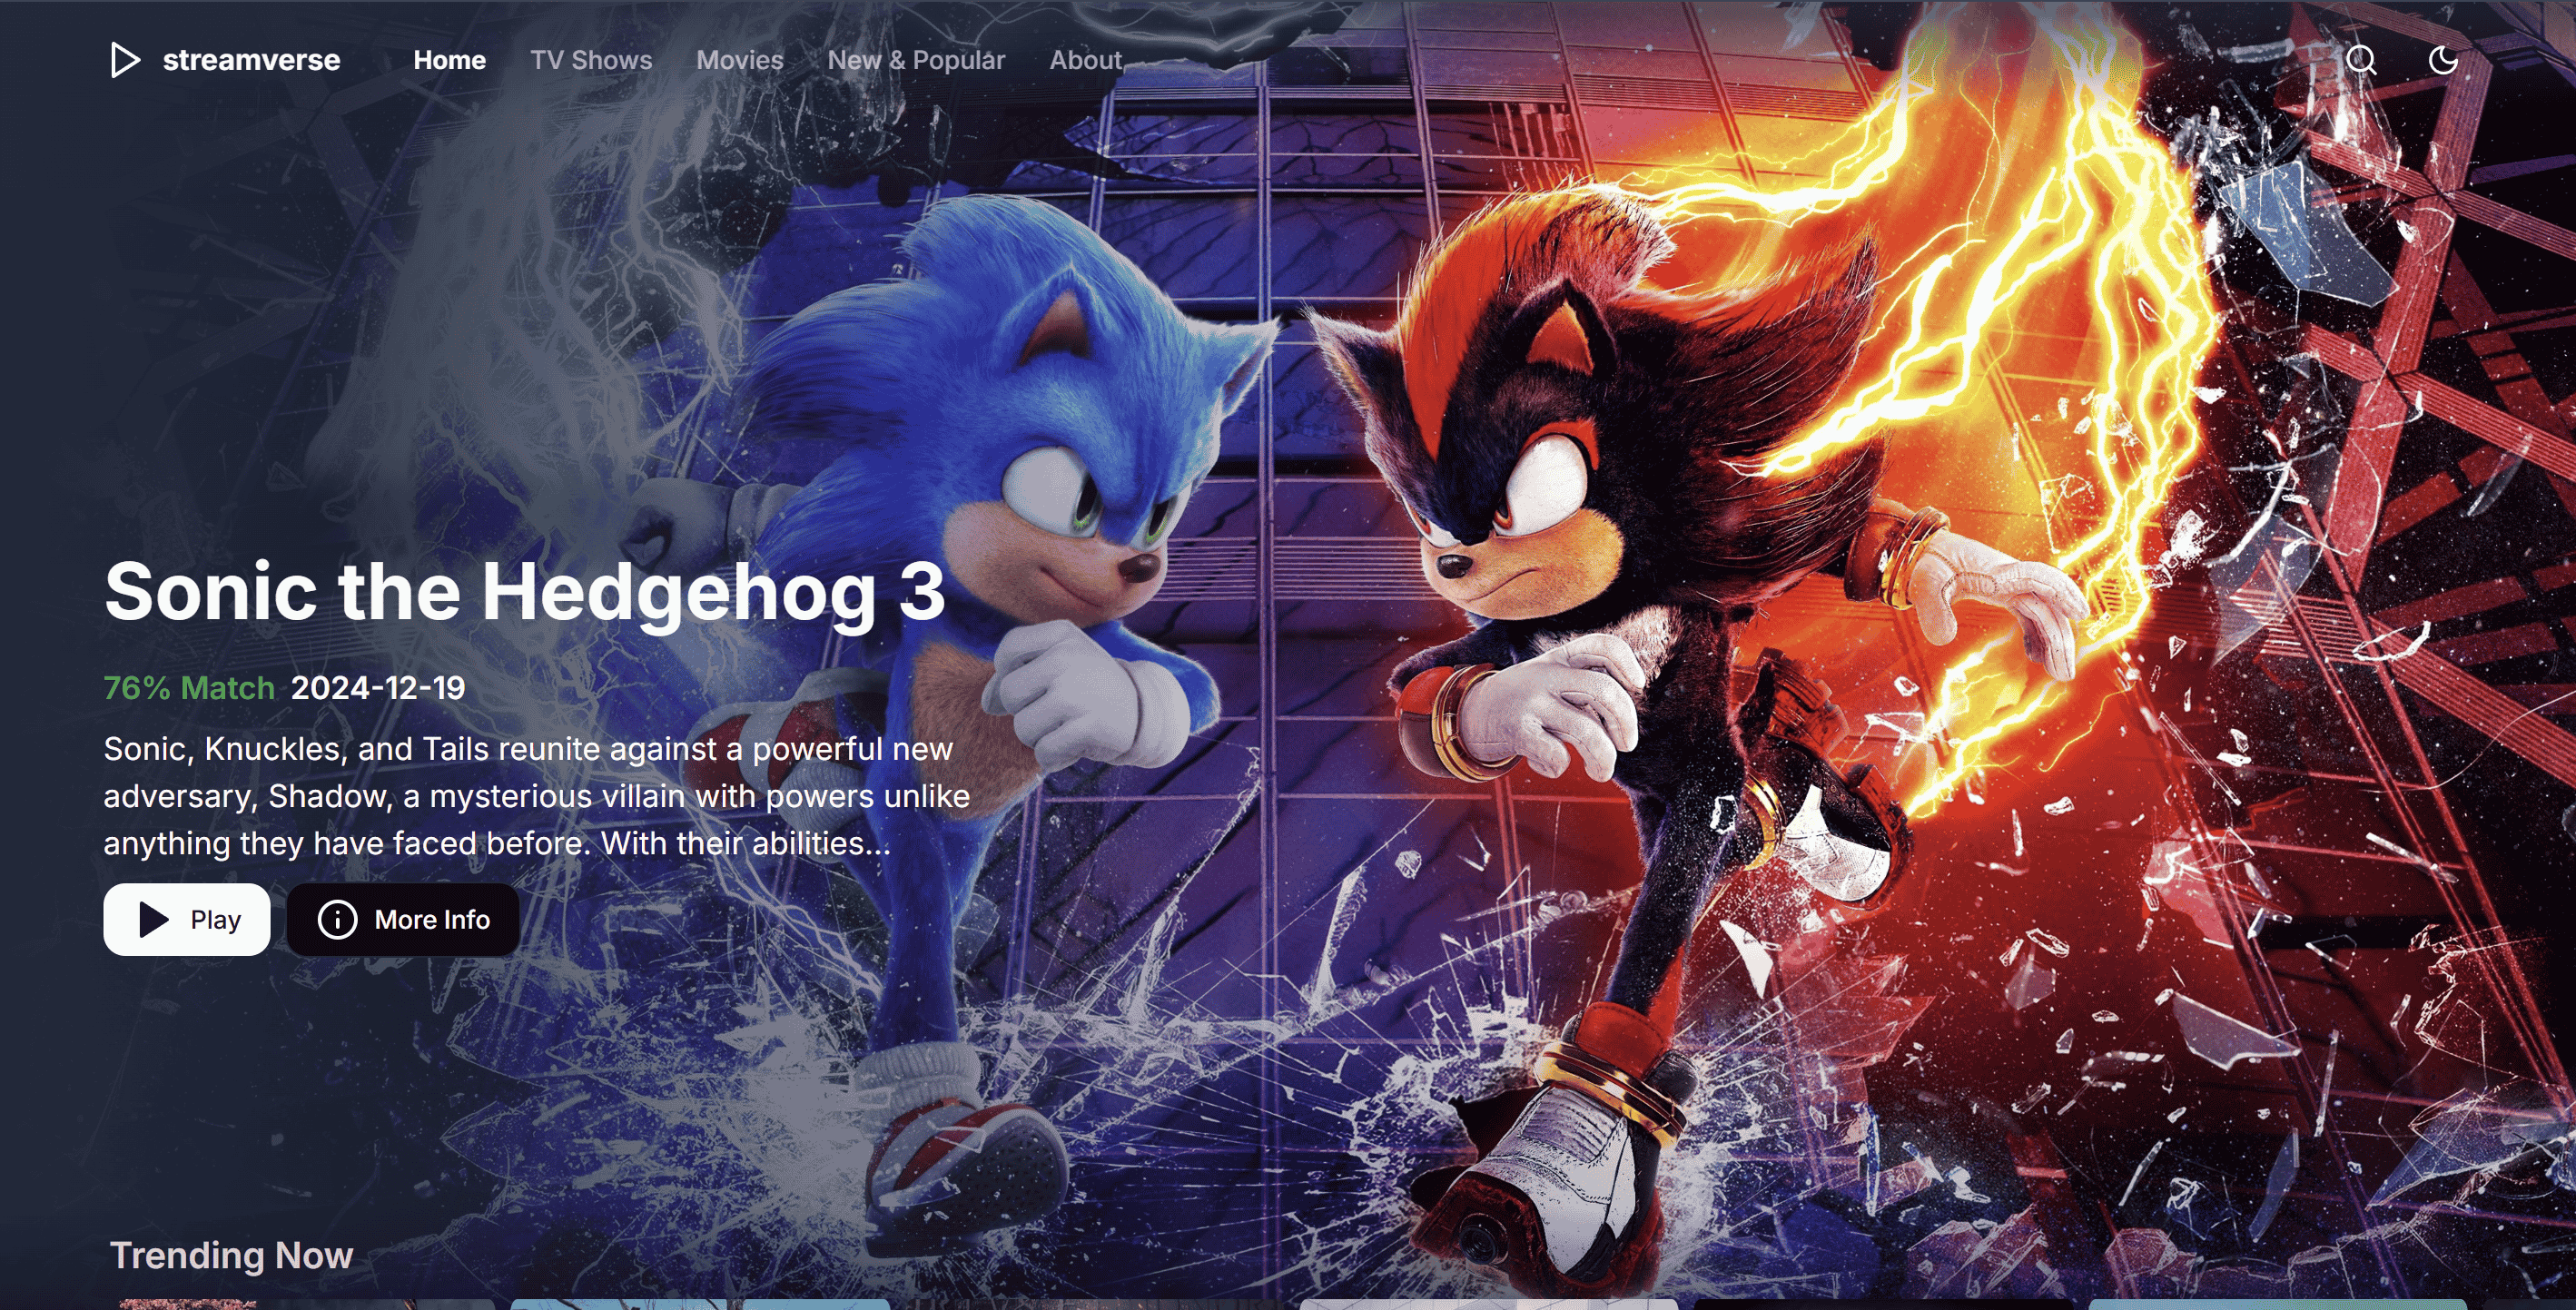 streamverse
Home TV Shows Movies New & Popular About
Sonic the Hedgehog 3
76% Match 2024-12-19
Sonic, Knuckles, and Tails reunite against a powerful new
adversary, Shadow, a mysterious villain with powers unlike
anything they have faced before. With their abilities...
Play More Info
Trending Now